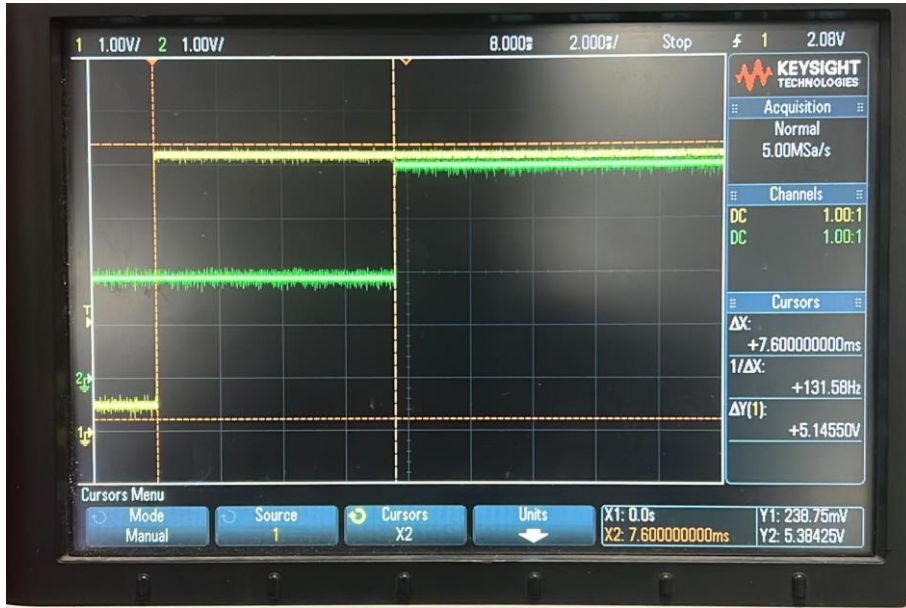 1 1.00V/ 2 1.00V/ 8.000s 2.000s/ Stop 1 2.08V
KEYSIGHT
TECHNOLOGIES
Acquisition
Normal
5.00MSa/s
Channels
DC 1.00:1
DC 1.00:1
Cursors
ΔX:
+7.600000000ms
1/ΔX:
+131.58Hz
ΔY(1):
+5.14550V
T
2
1
Cursors Menu
Mode
Manual
Source
1
Cursors
X2
Units
X1: 0.0s
X2: 7.600000000ms
Y1: 238.75mV
Y2: 5.38425V